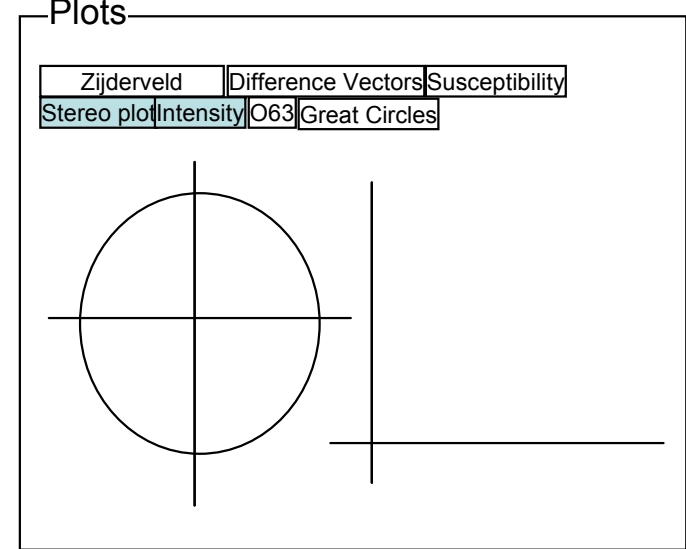 Plots
Zijderveld Difference Vectors Susceptibility
Stereo plot Intensity O63 Great Circles